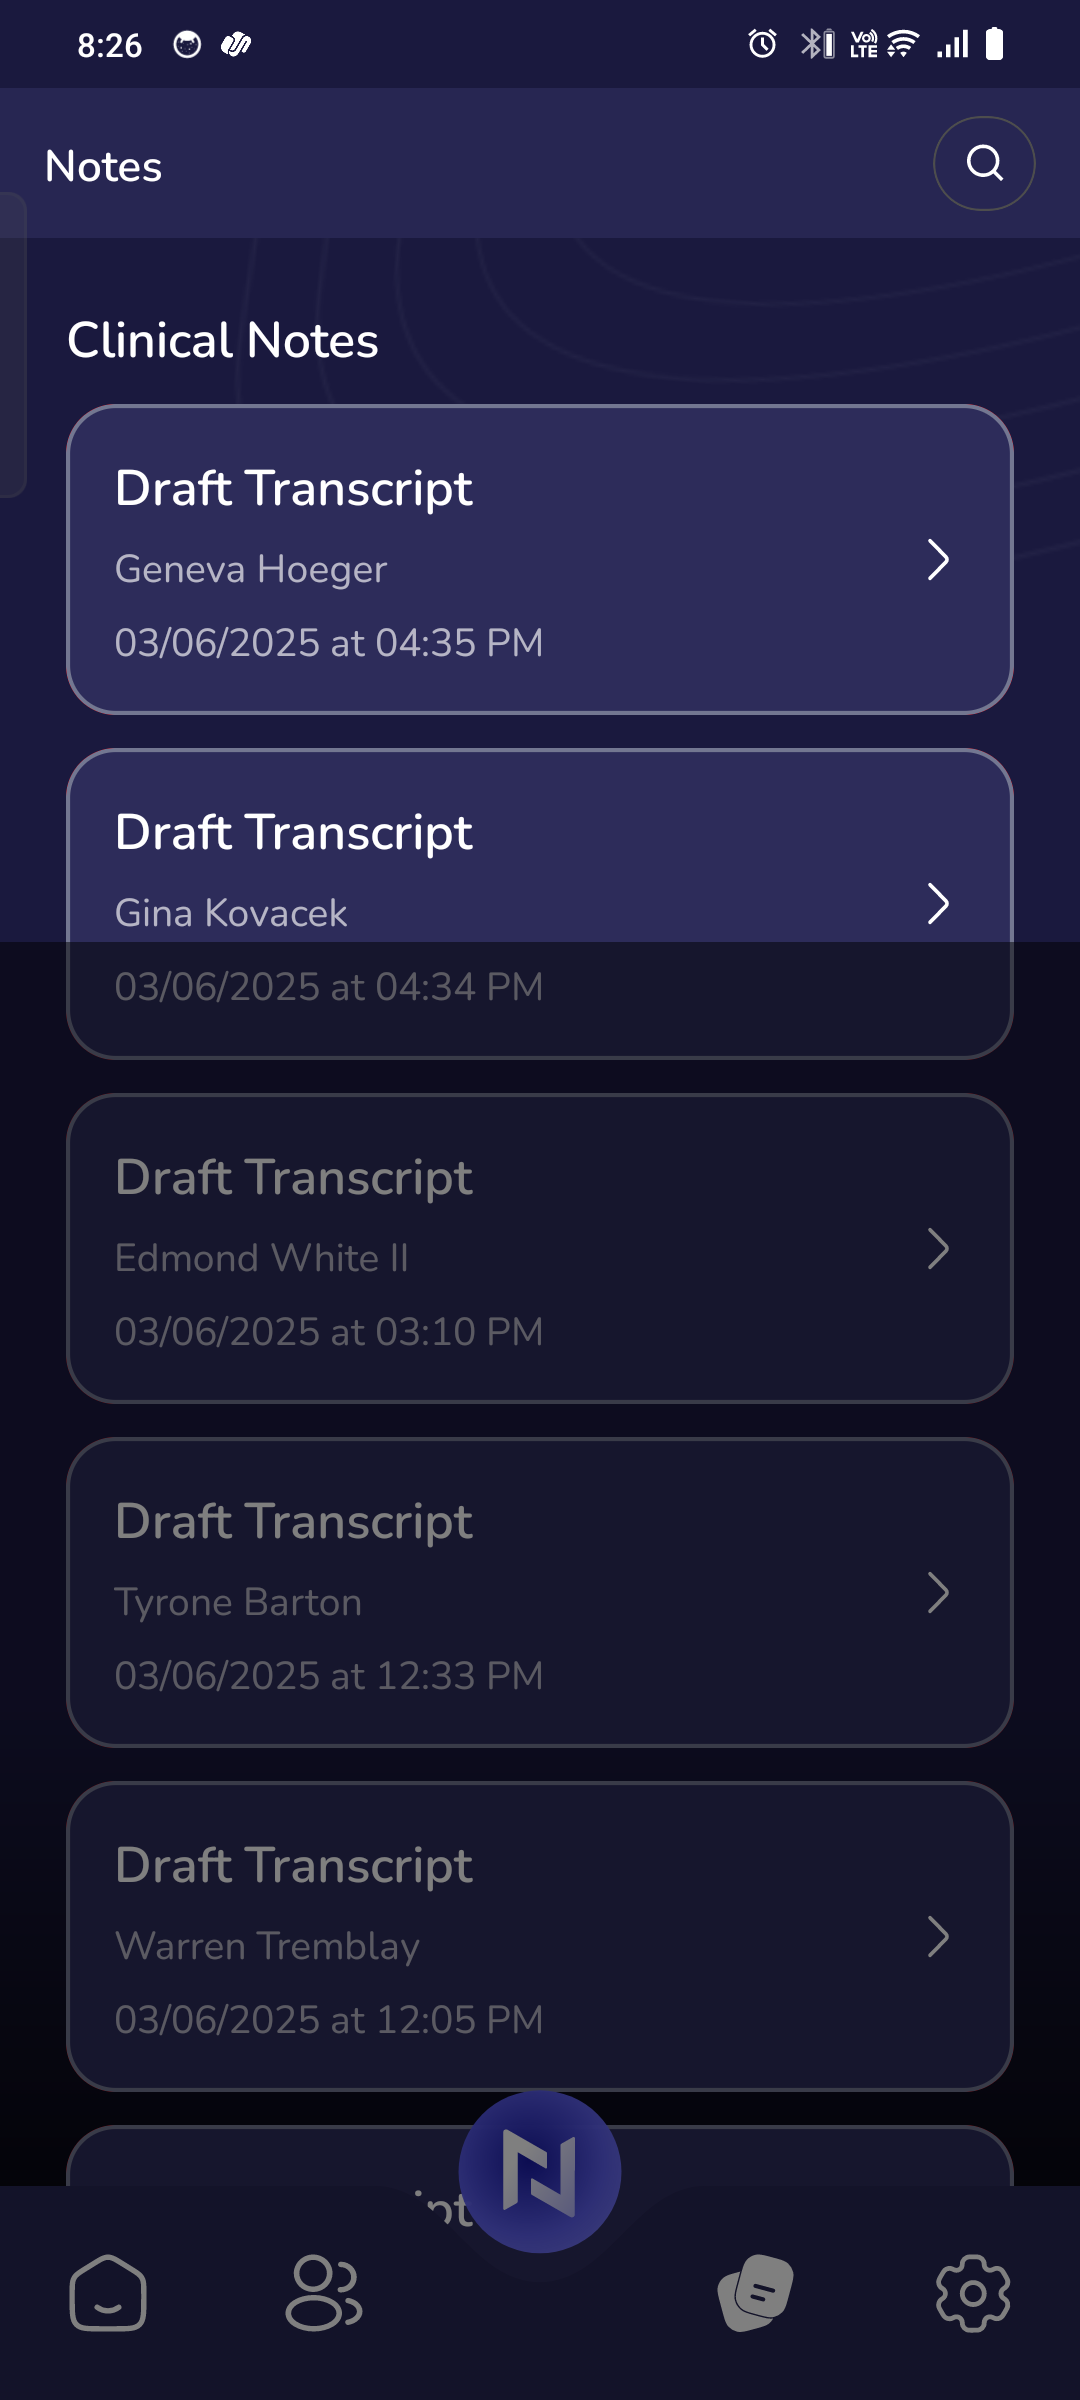 8:26
Vo) LTE
Notes
Clinical Notes
Draft Transcript
Geneva Hoeger
03/06/2025 at 04:35 PM
Draft Transcript
Gina Kovacek
03/06/2025 at 04:34 PM
Draft Transcript
Edmond White II
03/06/2025 at 03:10 PM
Draft Transcript
Tyrone Barton
03/06/2025 at 12:33 PM
Draft Transcript
Warren Tremblay
03/06/2025 at 12:05 PM
ipt
N